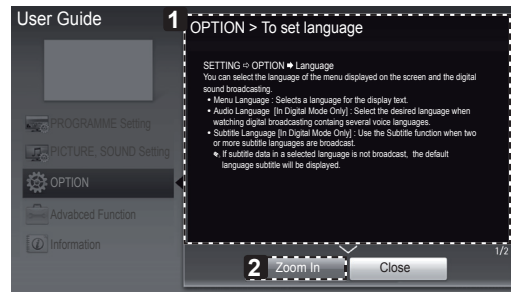 User Guide
1
OPTION > To set language
SETTING ⇨ OPTION ➡ Language
You can select the language of the menu displayed on the screen and the digital
sound broadcasting.
• Menu Language : Selects a language for the display text.
• Audio Language [In Digital Mode Only] : Select the desired language when
watching digital broadcasting containg several voice languages.
• Subtitle Language [In Digital Mode Only] : Use the Subtitle function when two
or more subtitle languages are broadcast.
If subtitle data in a selected language is not broadcast, the default
language subtitle will be displayed.
PROGRAMME Setting
PICTURE, SOUND Setting
OPTION
Advabced Function
Information
1/2
2
Zoom In
Close